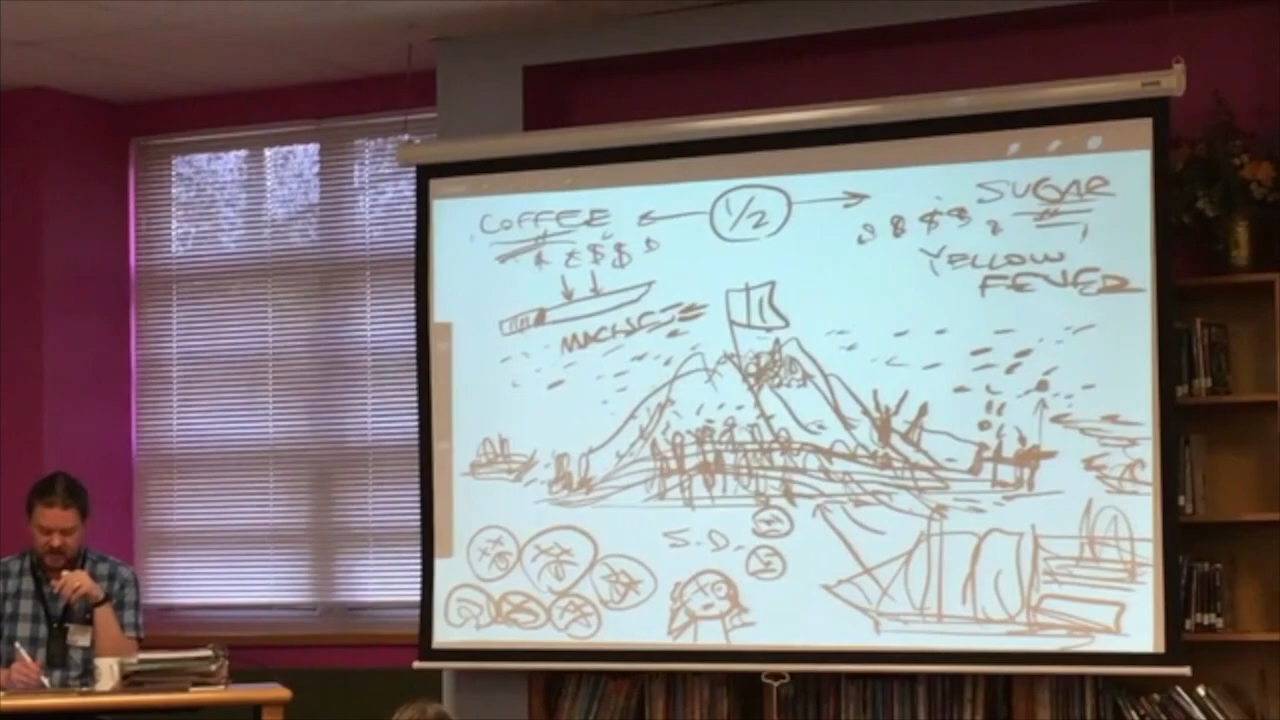 COFFEE
1/2
SUGAR
$ $ $
$ $ $ $
YELLOW
FEVER
MACHETE
S.D.